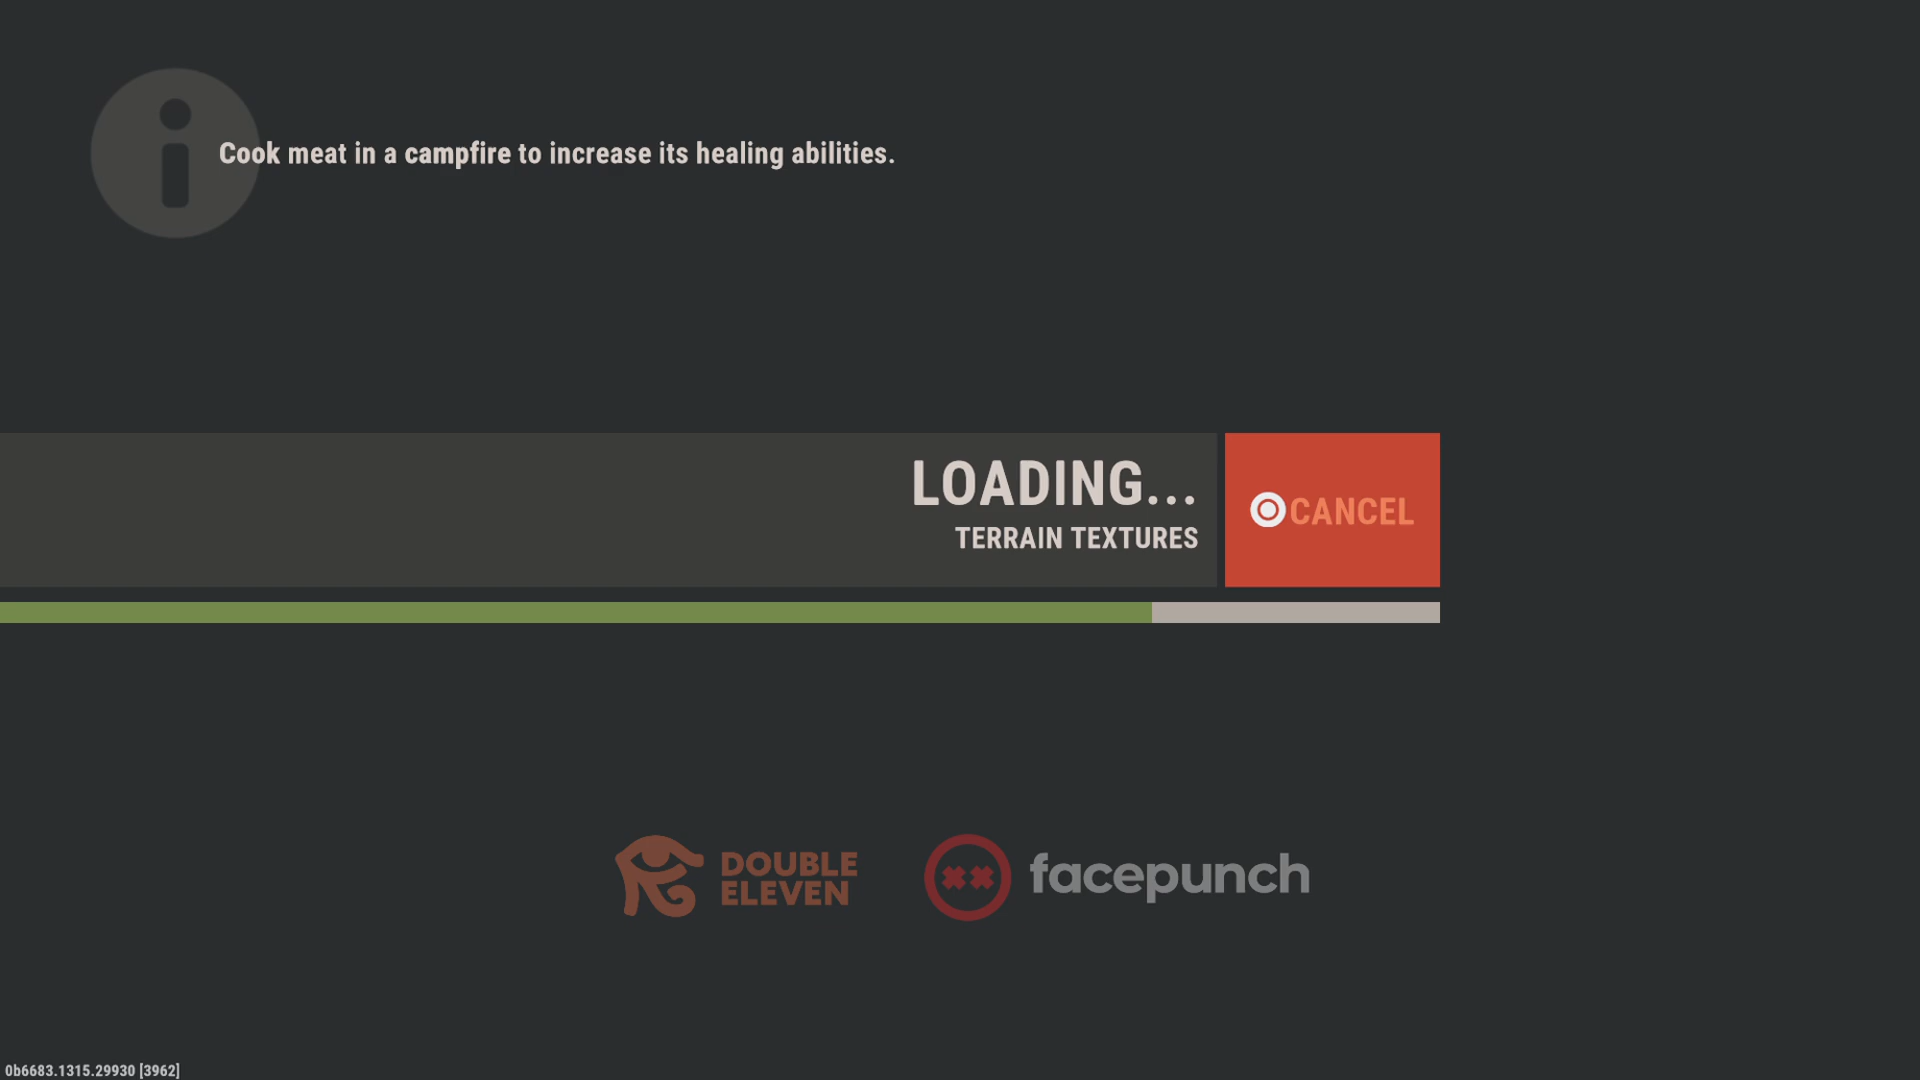 Cook meat in a campfire to increase its healing abilities.
LOADING...
TERRAIN TEXTURES
CANCEL
DOUBLE
ELEVEN
facepunch
0b6683.1315.29930 [3962]